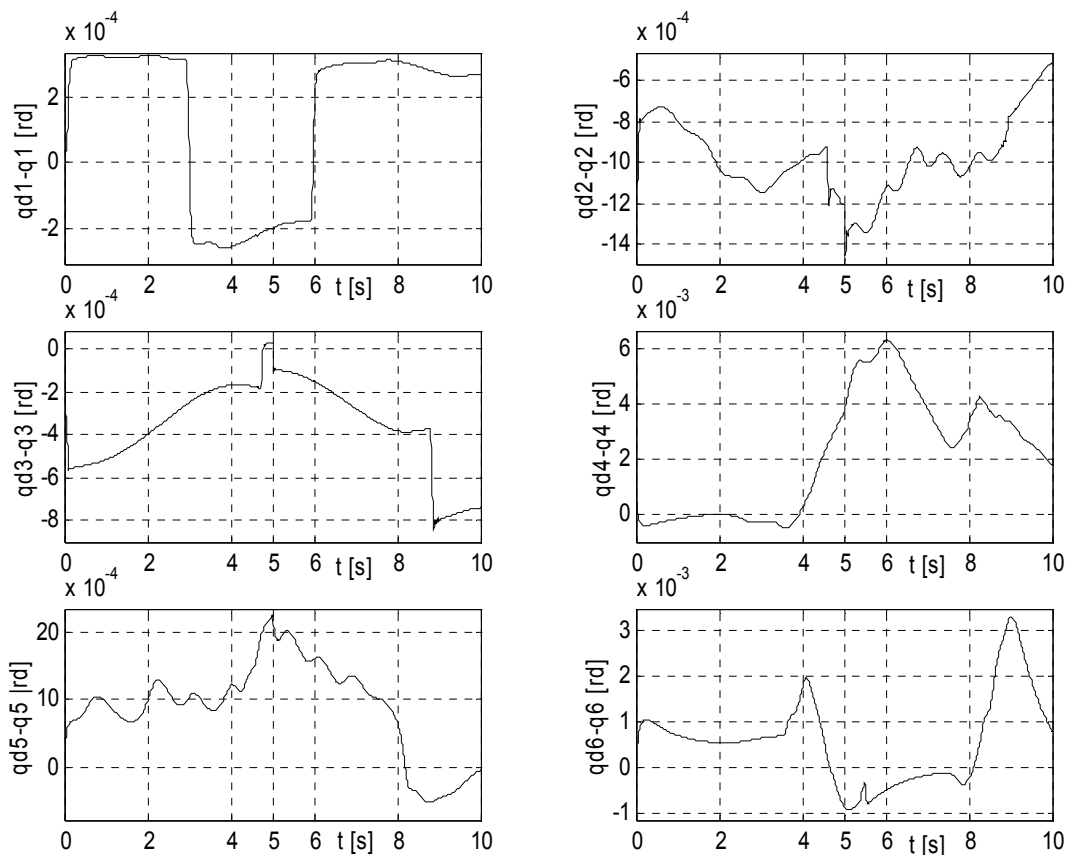 x 10-4
qd1-q1 [rd]
2
0
-2
0 2 4 5 6 t [s] 8 10
x 10-4
qd2-q2 [rd]
-6
-8
-10
-12
-14
0 2 4 5 6 t [s] 8 10
x 10-4
qd3-q3 [rd]
0
-2
-4
-6
-8
0 2 4 5 6 t [s] 8 10
x 10-3
qd4-q4 [rd]
6
4
2
0
0 2 4 5 6 t [s] 8 10
x 10-4
qd5-q5 |rd]
20
10
0
0 2 4 5 6 t [s] 8 10
x 10-3
qd6-q6 [rd]
3
2
1
0
-1
0 2 4 5 6 t [s] 8 10